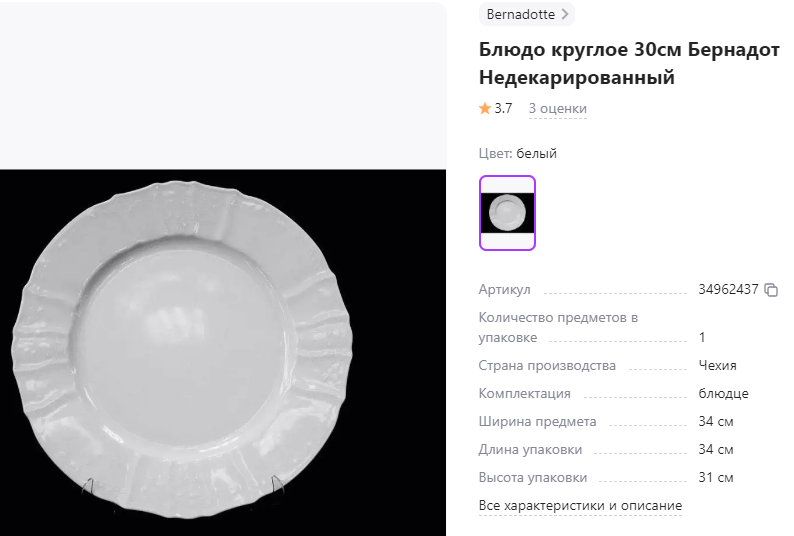 Bernadotte
Блюдо круглое 30см Бернадот
Недекарированный
3.7 3 оценки
Цвет: белый
Артикул 34962437
Количество предметов в
упаковке 1
Страна производства Чехия
Комплектация блюдце
Ширина предмета 34 см
Длина упаковки 34 см
Высота упаковки 31 см
Все характеристики и описание